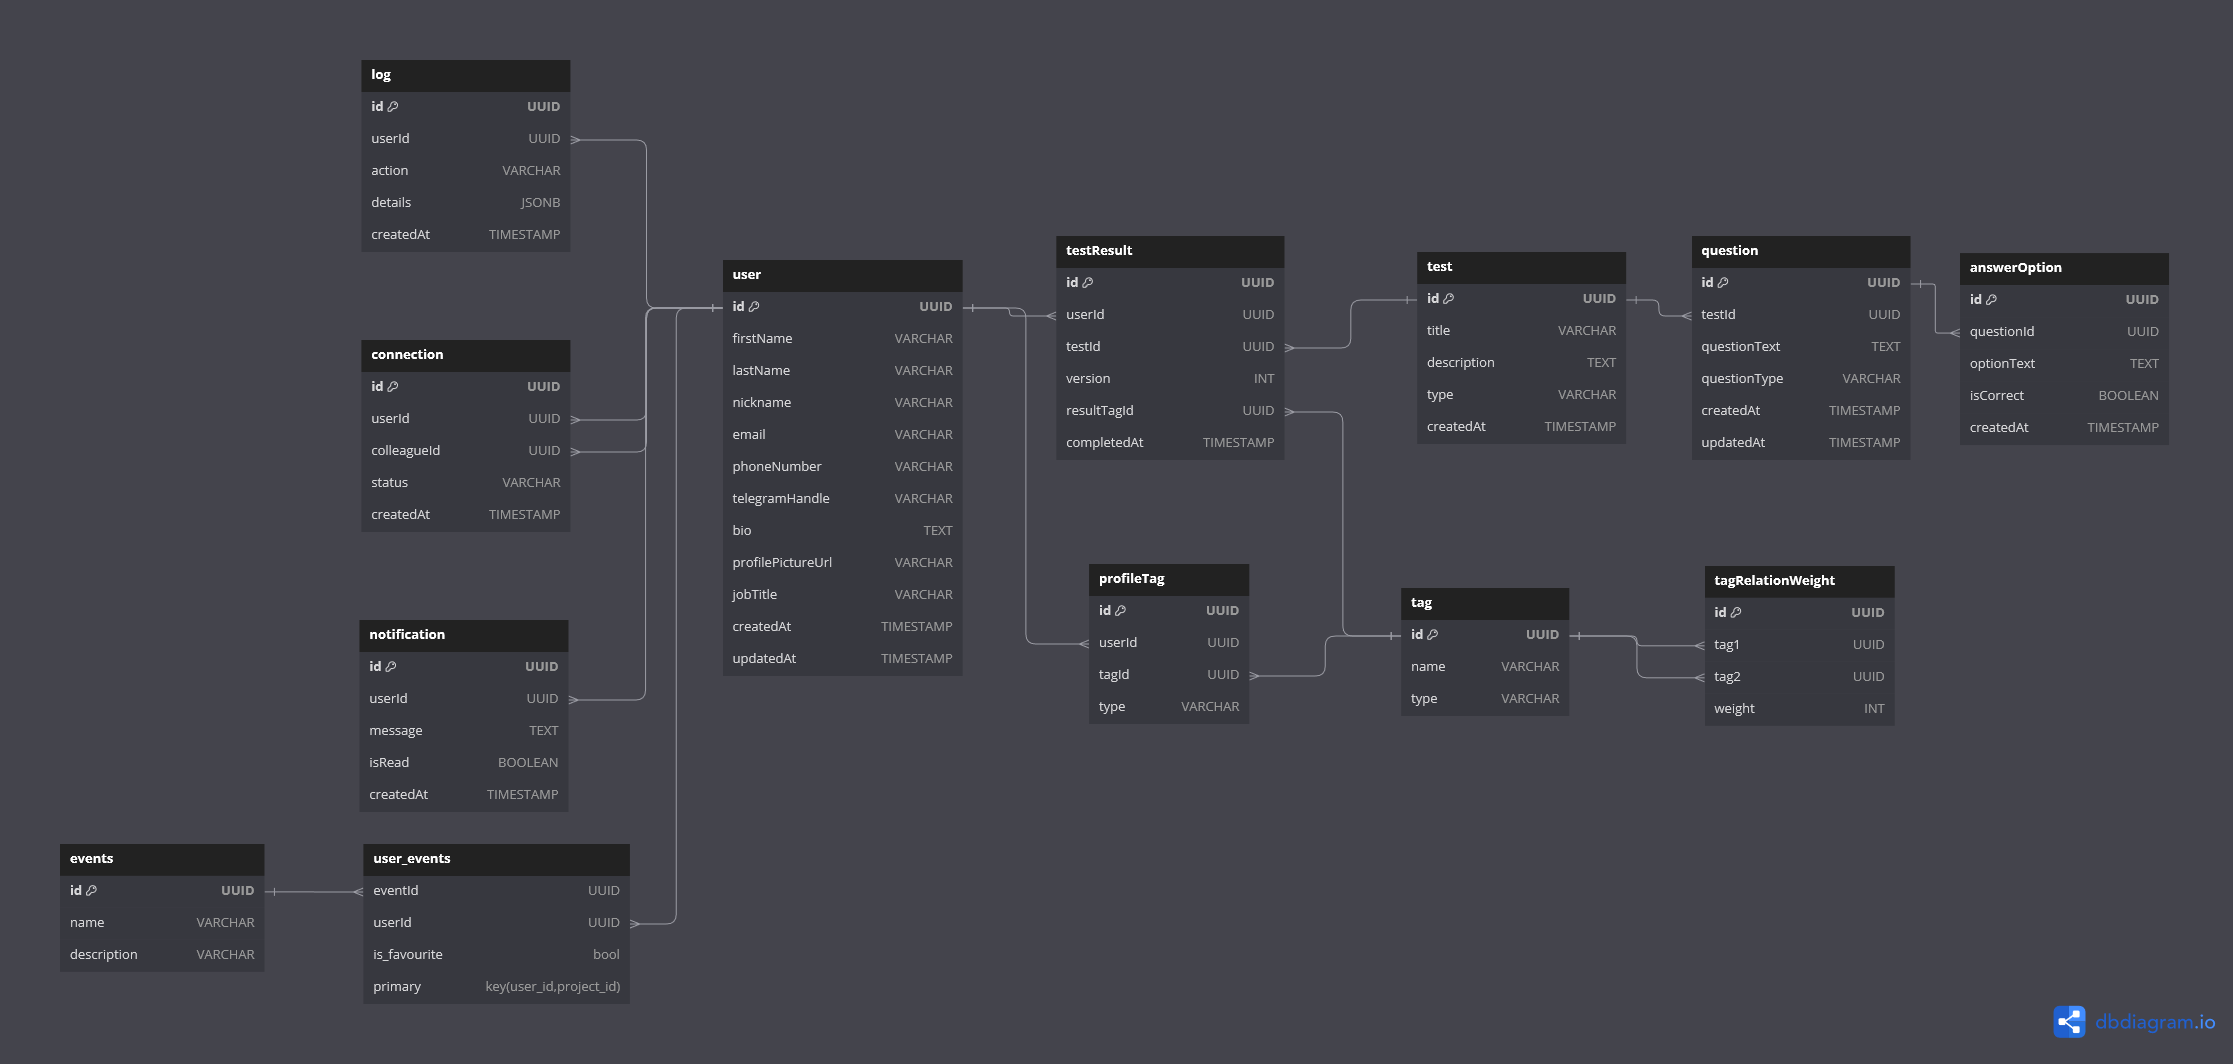 log
id UUID
userId UUID
action VARCHAR
details JSONB
createdAt TIMESTAMP
connection
id UUID
userId UUID
colleagueId UUID
status VARCHAR
createdAt TIMESTAMP
notification
id UUID
userId UUID
message TEXT
isRead BOOLEAN
createdAt TIMESTAMP
events
id UUID
name VARCHAR
description VARCHAR
user_events
eventId UUID
userId UUID
is_favourite bool
primary key(user_id,project_id)
user
id UUID
firstName VARCHAR
lastName VARCHAR
nickname VARCHAR
email VARCHAR
phoneNumber VARCHAR
telegramHandle VARCHAR
bio TEXT
profilePictureUrl VARCHAR
jobTitle VARCHAR
createdAt TIMESTAMP
updatedAt TIMESTAMP
testResult
id UUID
userId UUID
testId UUID
version INT
resultTagId UUID
completedAt TIMESTAMP
profileTag
id UUID
userId UUID
tagId UUID
type VARCHAR
test
id UUID
title VARCHAR
description TEXT
type VARCHAR
createdAt TIMESTAMP
tag
id UUID
name VARCHAR
type VARCHAR
question
id UUID
testId UUID
questionText TEXT
questionType VARCHAR
createdAt TIMESTAMP
updatedAt TIMESTAMP
tagRelationWeight
id UUID
tag1 UUID
tag2 UUID
weight INT
answerOption
id UUID
questionId UUID
optionText TEXT
isCorrect BOOLEAN
createdAt TIMESTAMP
dbdiagram.io